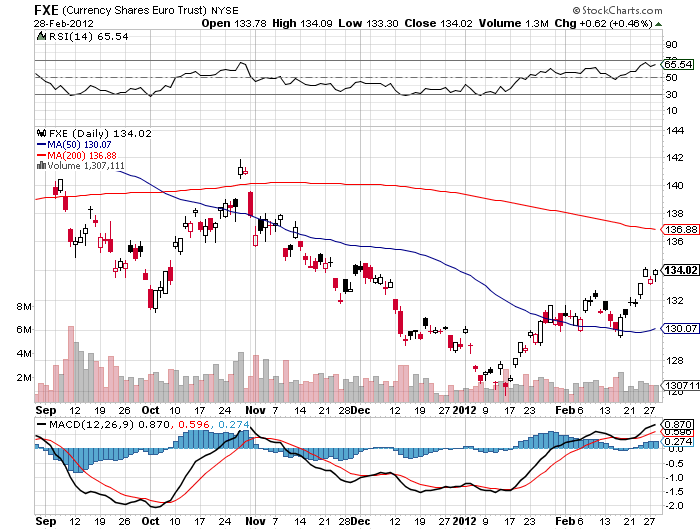 FXE (Currency Shares Euro Trust) NYSE © StockCharts.com
28-Feb-2012 Open 133.78 High 134.09 Low 133.30 Close 134.02 Volume 1.3M Chg +0.62 (+0.46%)
RSI(14) 65.54
90
70
65.54
50
30
10
FXE (Daily) 134.02
MA(50) 130.07
MA(200) 136.88
Volume 1,307,111
144
142
140
138
136.88
136
134.02
132
130.07
128
1307111
126
8M
6M
4M
2M
Sep 12 19 26 Oct 10 17 24 Nov 7 14 21 28 Dec 12 19 27 2012 9 17 23 Feb 6 13 21 27
MACD(12,26,9) 0.870, 0.596, 0.274
0.870
0.596
0.274
0.0
-0.5
-1.0
-1.5
-2.0
Sep 12 19 26 Oct 10 17 24 Nov 7 14 21 28 Dec 12 19 27 2012 9 17 23 Feb 6 13 21 27